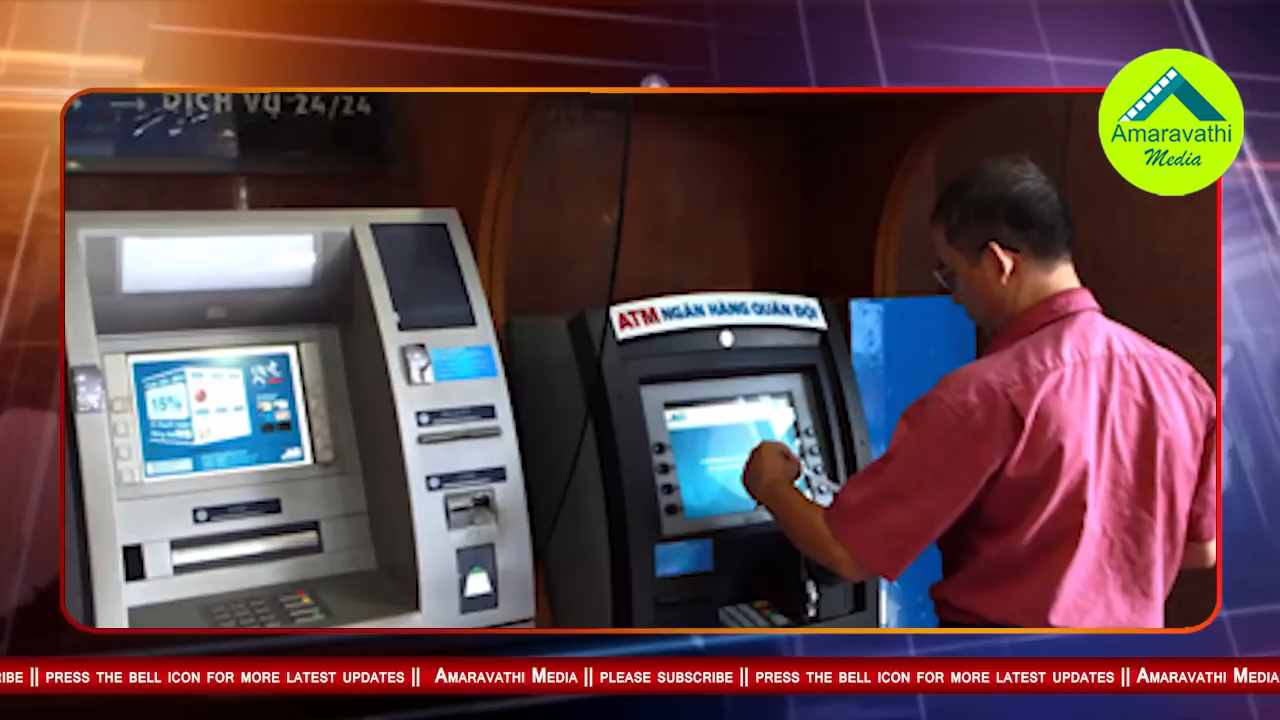 DỊCH VỤ 24/24
Amaravathi
Media
ATM NGÂN HÀNG QUÂN ĐỘI
15%
IBE || PRESS THE BELL ICON FOR MORE LATEST UPDATES || AMARAVATHI MEDIA || PLEASE SUBSCRIBE || PRESS THE BELL ICON FOR MORE LATEST UPDATES || AMARAVATHI MEDIA